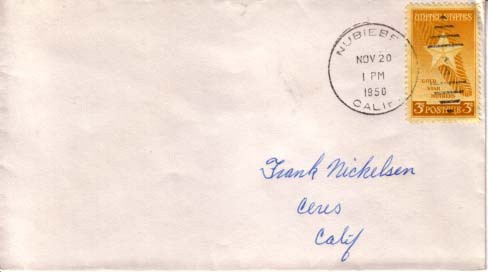 NUBIEBER
NOV 20
1 PM
1950
CALIF.
UNITED STATES
GOLD
STAR
MOTHERS
3¢ POSTAGE 3¢
Frank Nickelsen
Ceres
Calif